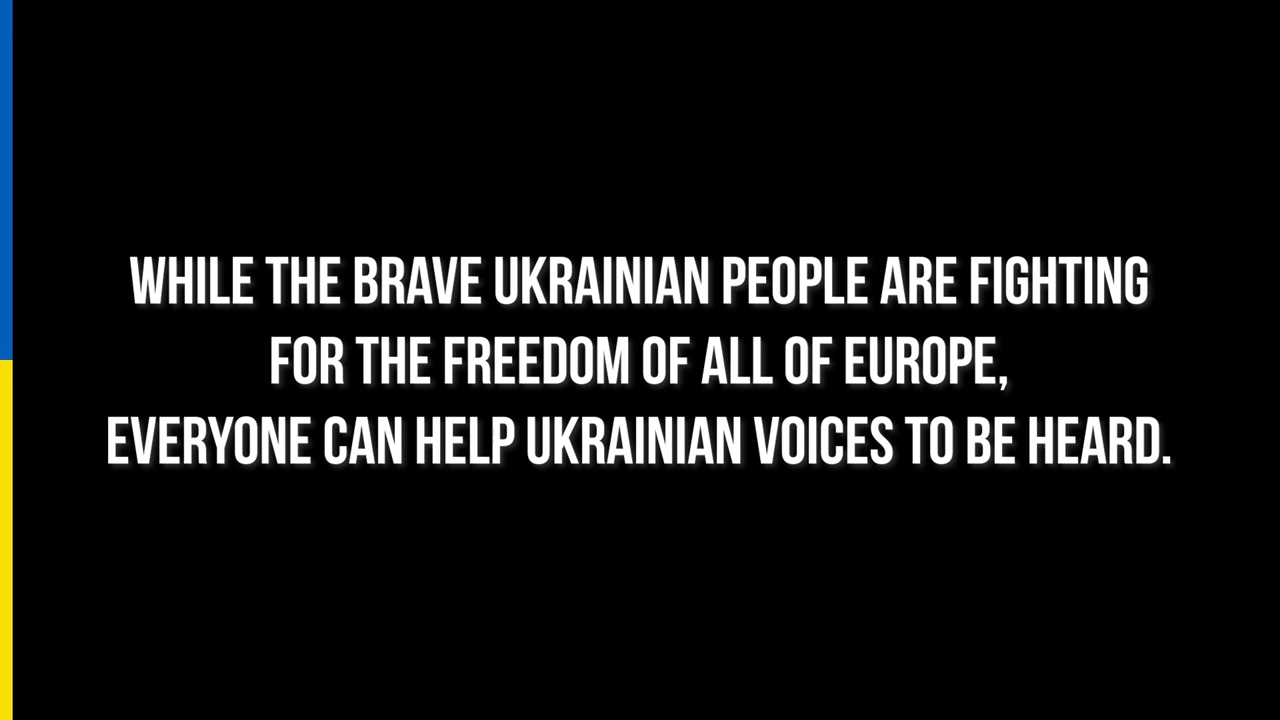 WHILE THE BRAVE UKRAINIAN PEOPLE ARE FIGHTING
FOR THE FREEDOM OF ALL OF EUROPE,
EVERYONE CAN HELP UKRAINIAN VOICES TO BE HEARD.